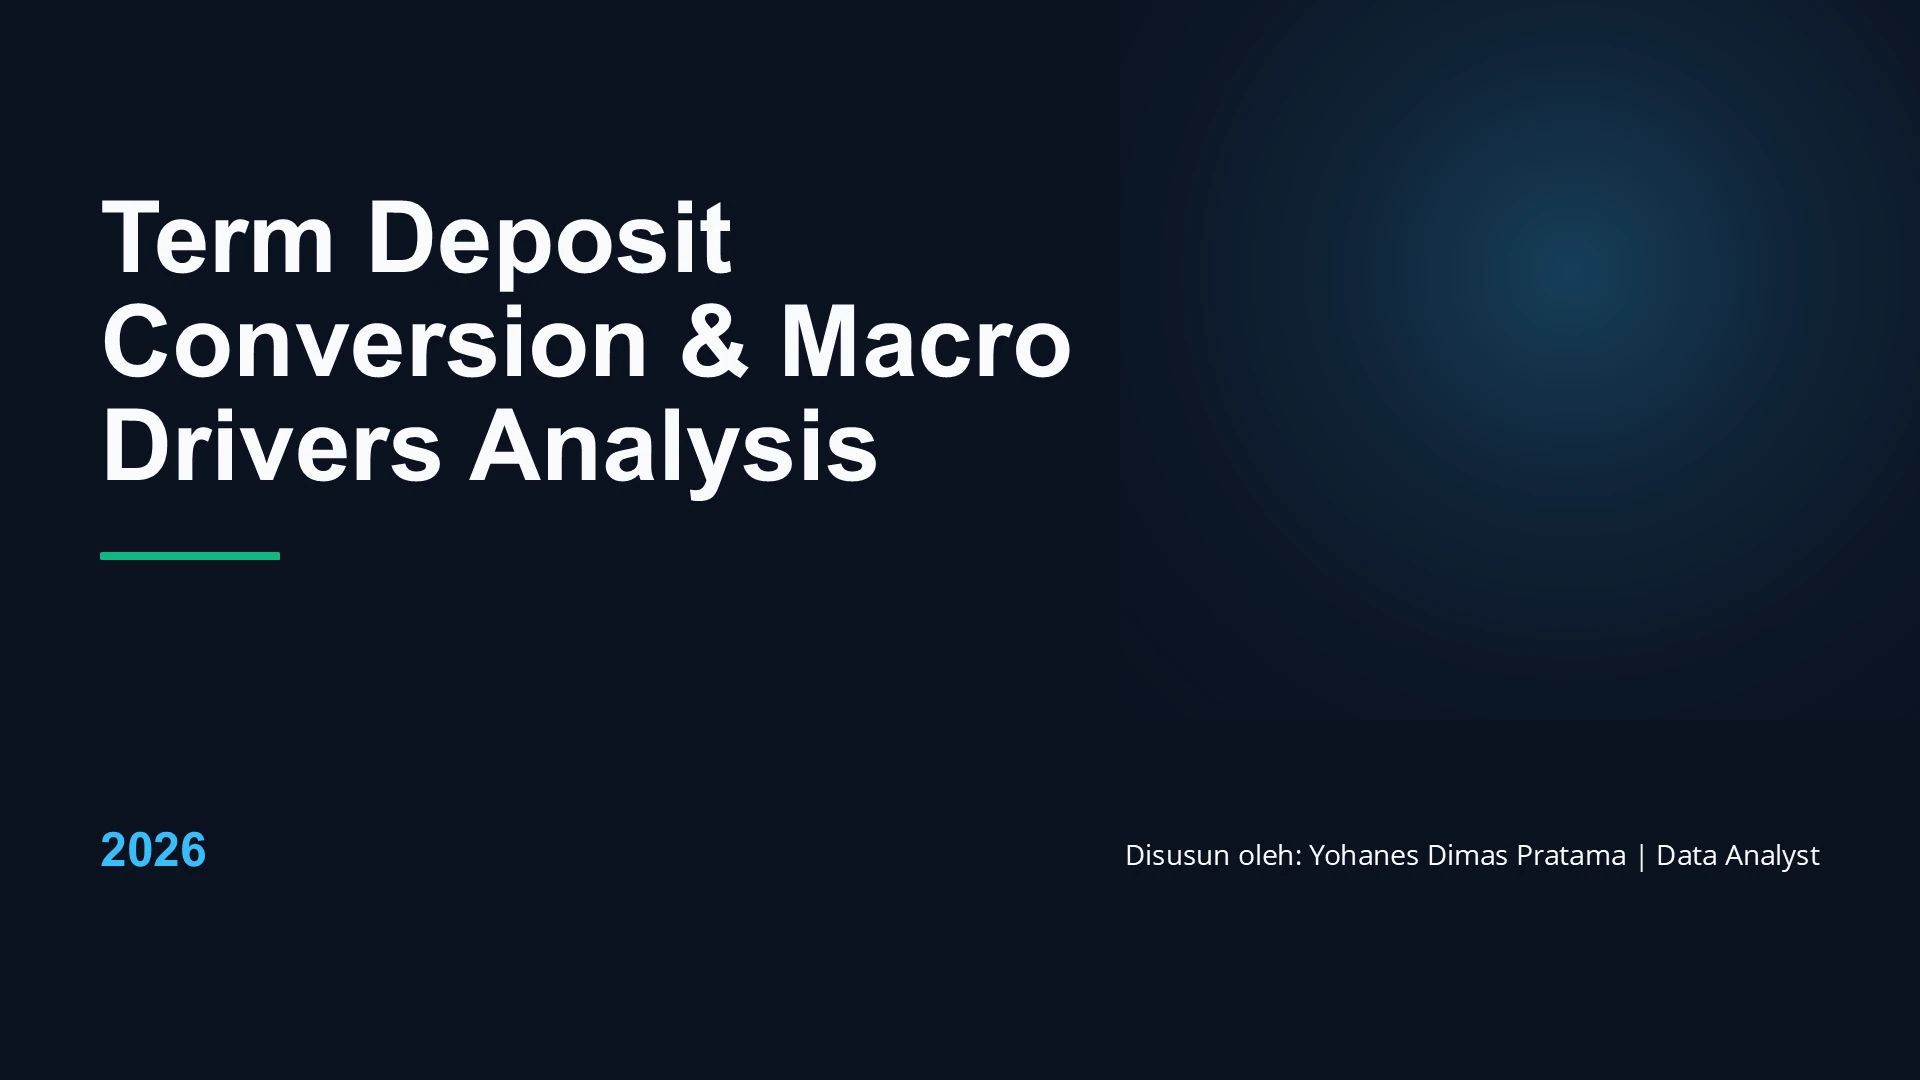 Term Deposit
Conversion & Macro
Drivers Analysis
2026
Disusun oleh: Yohanes Dimas Pratama | Data Analyst